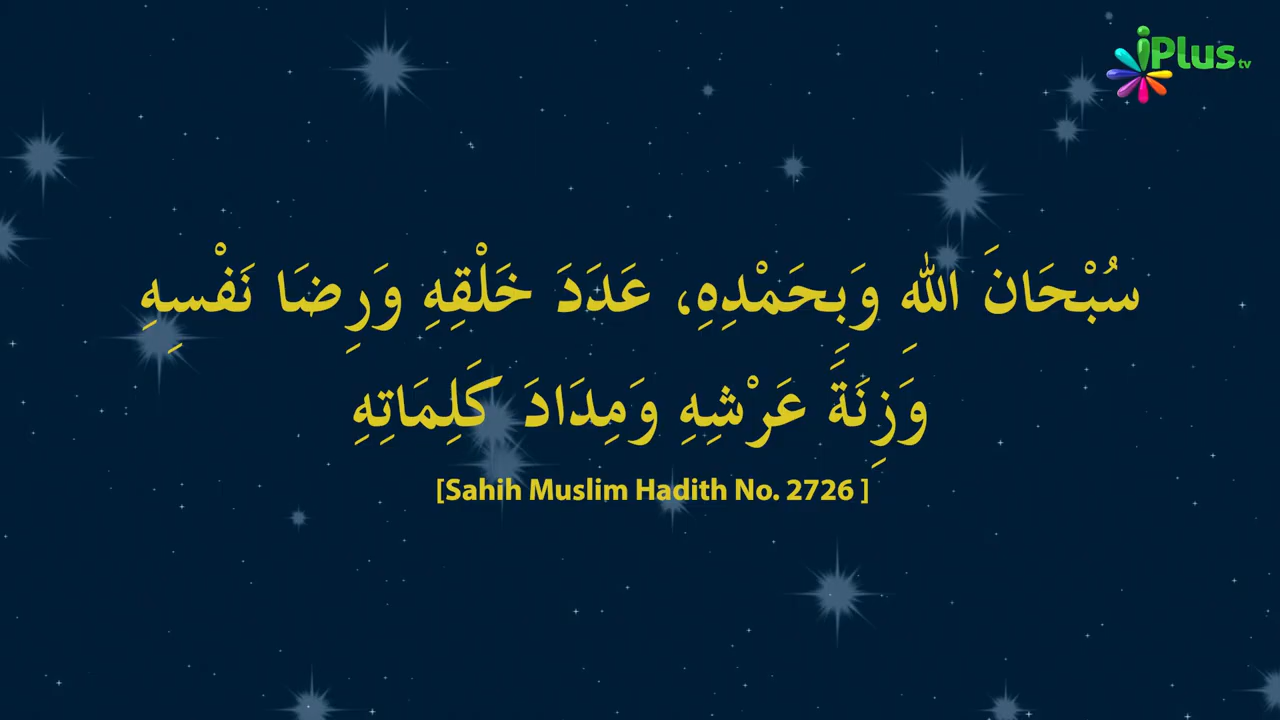 iPlus tv
سُبْحَانَ اللهِ وَبِحَمْدِهِ، عَدَدَ خَلْقِهِ وَرِضَا نَفْسِهِ
وَزِنَةَ عَرْشِهِ وَمِدَادَ كَلِمَاتِهِ
[Sahih Muslim Hadith No. 2726 ]